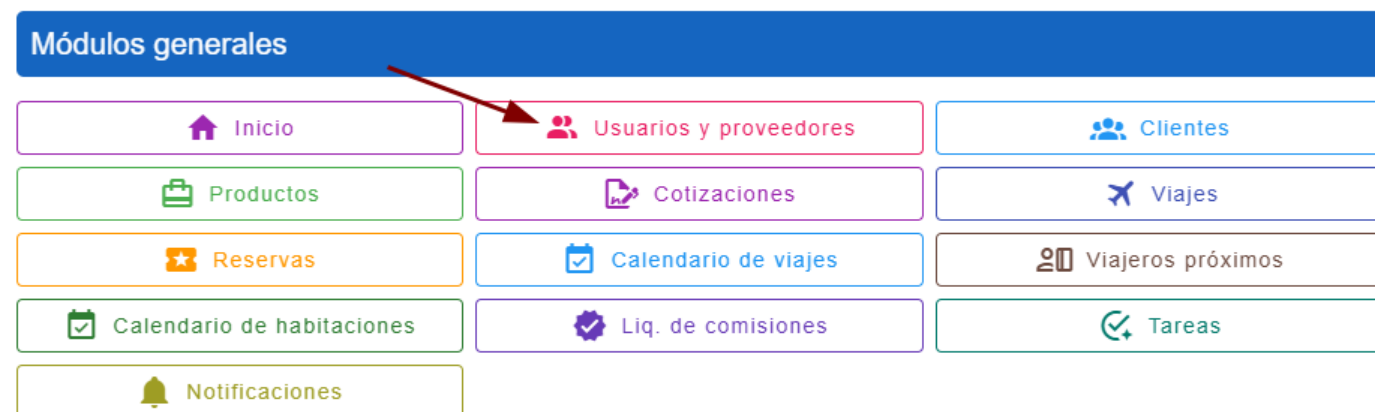 Módulos generales
Inicio
Usuarios y proveedores
Clientes
Productos
Cotizaciones
Viajes
Reservas
Calendario de viajes
Viajeros próximos
Calendario de habitaciones
Liq. de comisiones
Tareas
Notificaciones